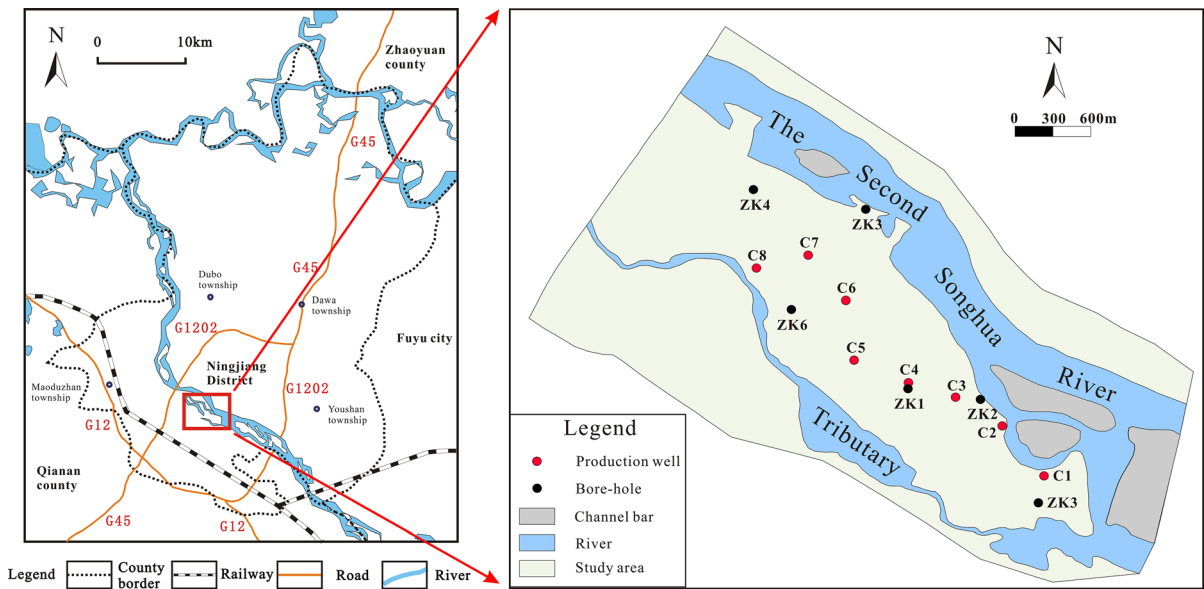 N
0 10km
Zhaoyuan
county
G45
G45
Dubo
township
Dawa
township
G1202
Fuyu city
Ningjiang
District
G1202
Maoduzhan
township
Youshan
township
G12
Qianan
county
G45
G12
Legend County
border Railway Road River
N
0 300 600m
The Second Songhua River
ZK4
ZK3
C7
C8
C6
ZK6
C5
C4
ZK1
C3
ZK2
C2
C1
ZK3
Tributary
Legend
Production well
Bore-hole
Channel bar
River
Study area